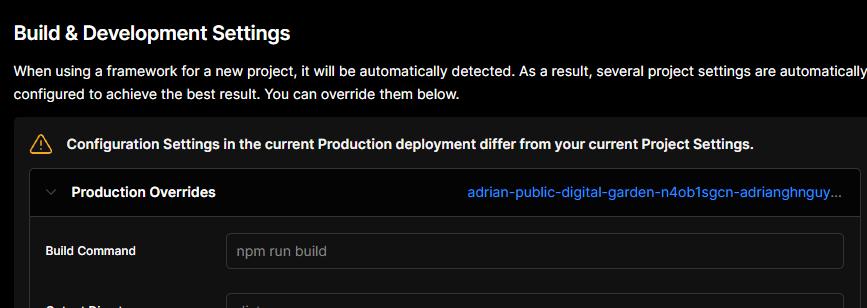 Build & Development Settings
When using a framework for a new project, it will be automatically detected. As a result, several project settings are automatically
configured to achieve the best result. You can override them below.
Configuration Settings in the current Production deployment differ from your current Project Settings.
Production Overrides adrian-public-digital-garden-n4ob1sgcn-adrianghnguy...
Build Command npm run build